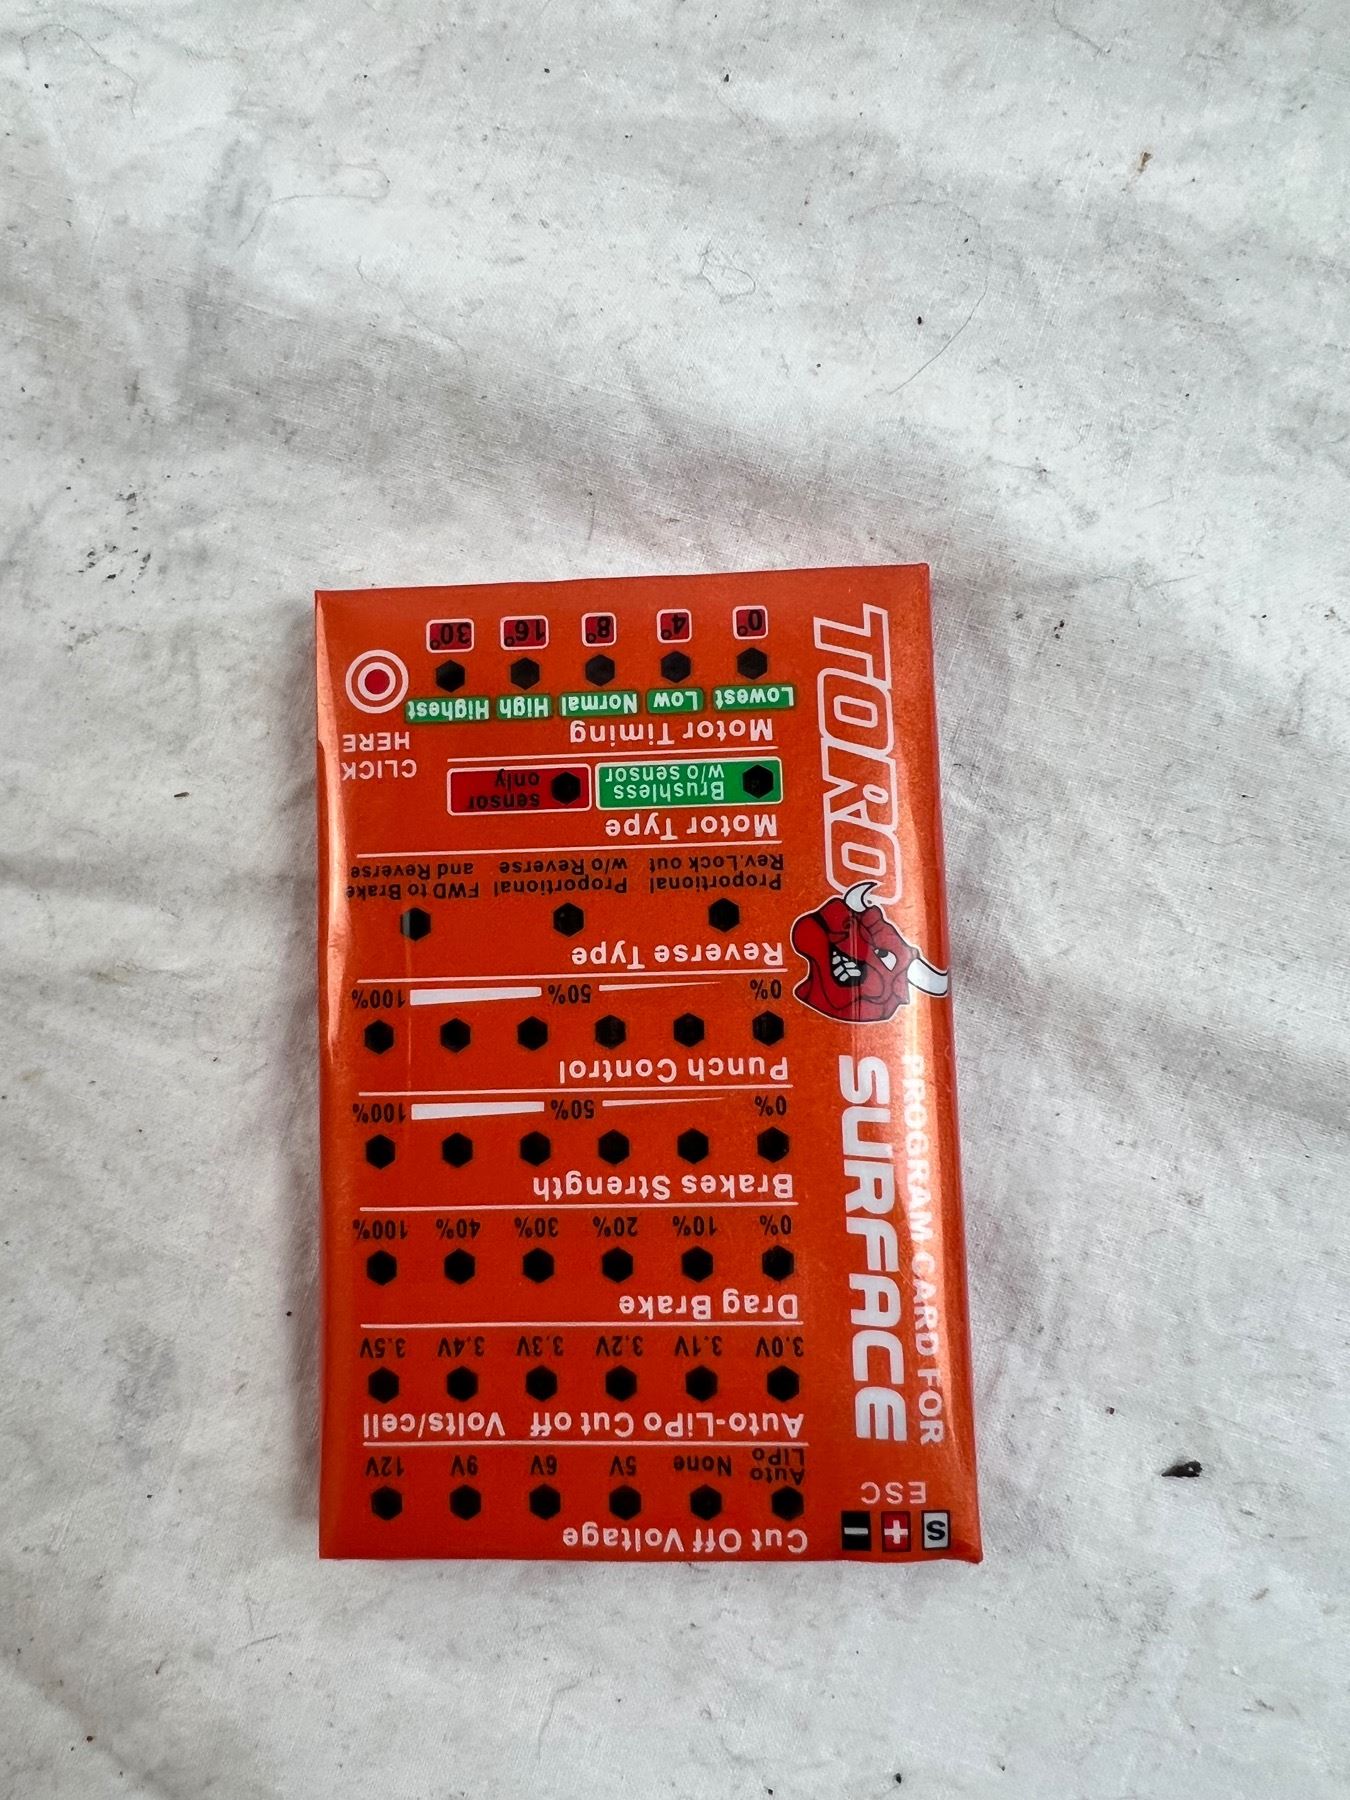 S + -
ESC
PROGRAM CARD FOR
SURFACE
TORO
Cut Off Voltage
Auto LiPo None 5V 6V 9V 12V
Auto-LiPo Cut off Volts/cell
3.0V 3.1V 3.2V 3.3V 3.4V 3.5V
Drag Brake
0% 10% 20% 30% 40% 100%
Brakes Strength
0% 50% 100%
Punch Control
0% 50% 100%
Reverse Type
Proportional Proportional FWD to Brake
Rev.Lock out w/o Reverse and Reverse
Motor Type
Brushless sensor
w/o sensor only
CLICK
HERE
Motor Timing
Lowest Low Normal High Highest
0° 4° 8° 16° 30°